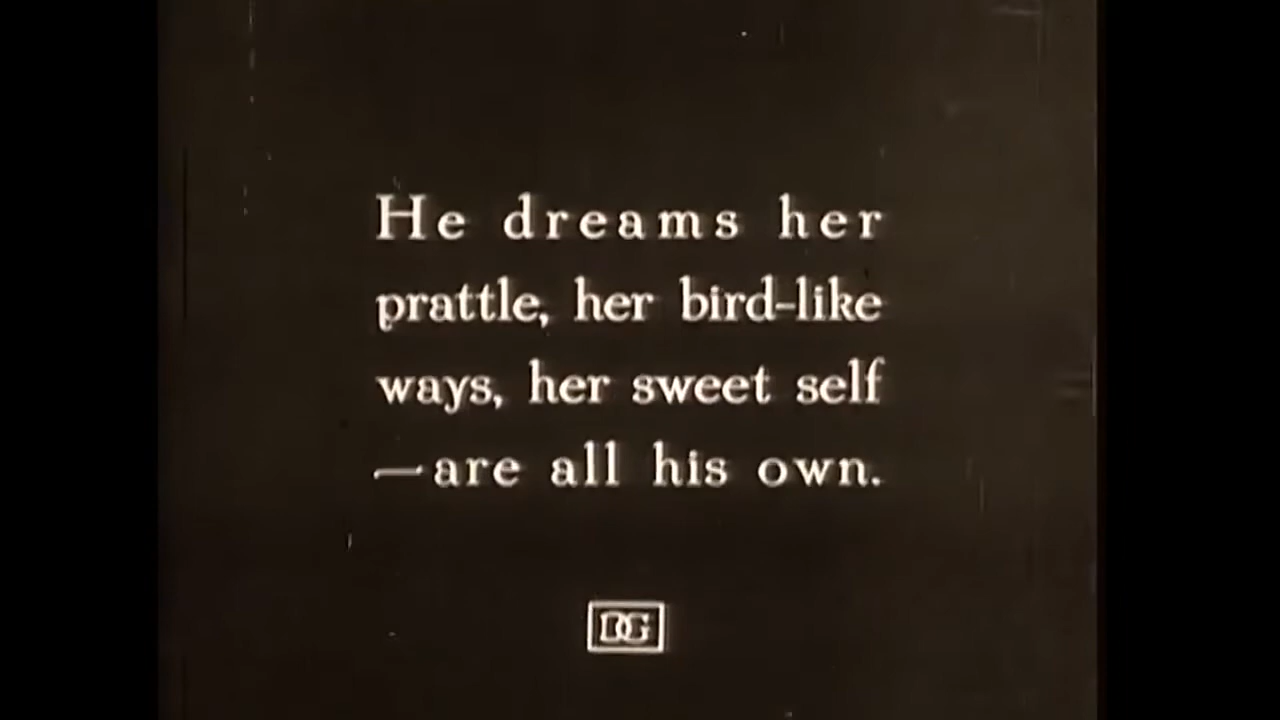 He dreams her
prattle, her bird-like
ways, her sweet self
—are all his own.
DG